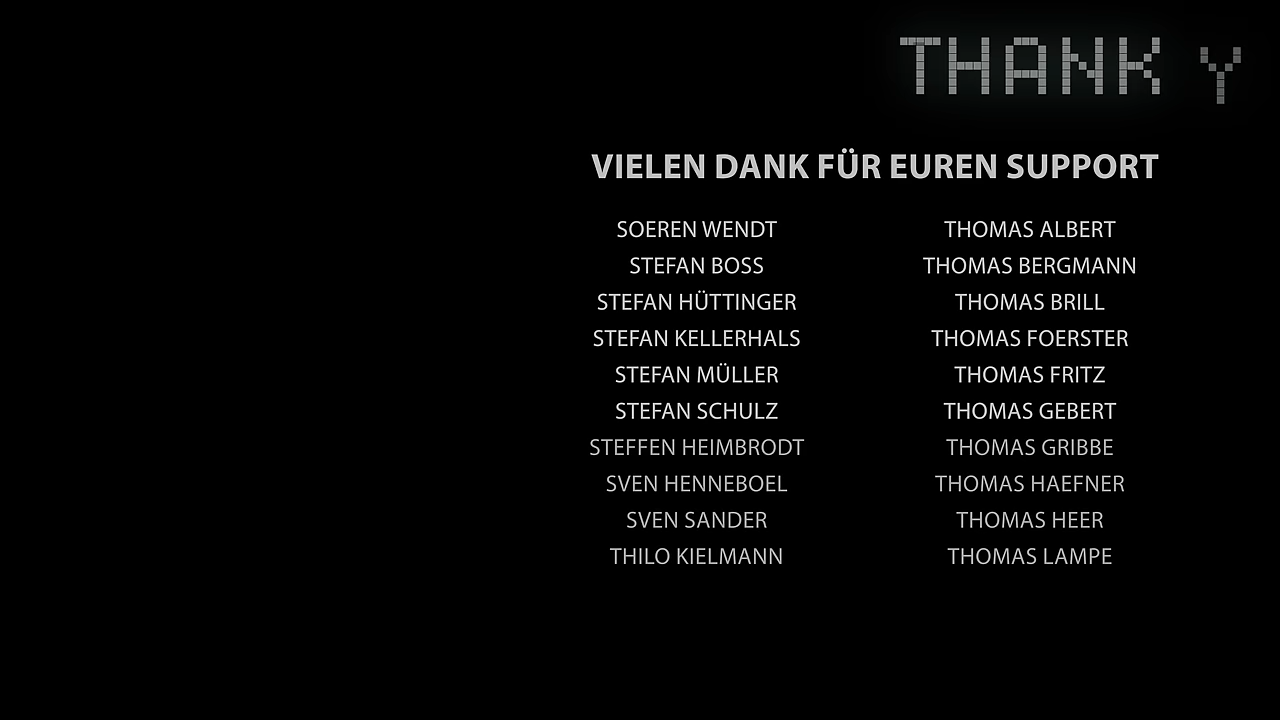 THANK Y
VIELEN DANK FÜR EUREN SUPPORT
SOEREN WENDT
STEFAN BOSS
STEFAN HÜTTINGER
STEFAN KELLERHALS
STEFAN MÜLLER
STEFAN SCHULZ
STEFFEN HEIMBRODT
SVEN HENNEBOEL
SVEN SANDER
THILO KIELMANN
THOMAS ALBERT
THOMAS BERGMANN
THOMAS BRILL
THOMAS FOERSTER
THOMAS FRITZ
THOMAS GEBERT
THOMAS GRIBBE
THOMAS HAEFNER
THOMAS HEER
THOMAS LAMPE